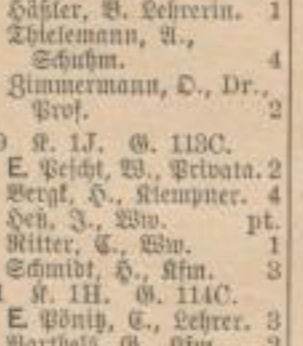 Häßler, B. Lehrerin. 1
Thielemann, A.,
Schuhm. 4
Zimmermann, O., Dr.,
Prof. 2
K. 1J. G. 113C.
E Pescht, W., Privata. 2
Bergk, H., Klempner. 4
Heß, J., Ww. pt.
Ritter, C., Ww. 1
Schmidt, H., Kfm. 3
K. 1H. G. 114C.
E Pönitz, C., Lehrer. 3